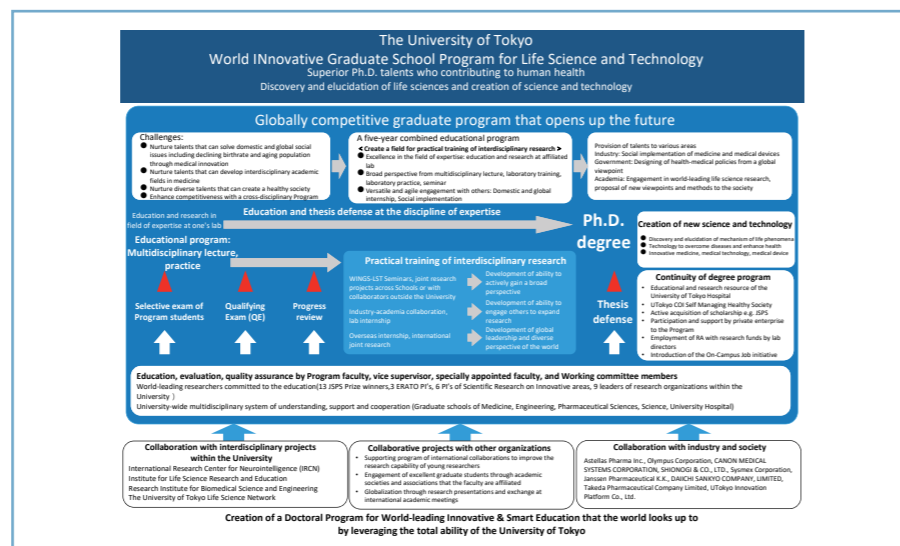 The University of Tokyo
World INnovative Graduate School Program for Life Science and Technology
Superior Ph.D. talents who contributing to human health
Discovery and elucidation of life sciences and creation of science and technology
Globally competitive graduate program that opens up the future
Challenges:
● Nurture talents that can solve domestic and global social
issues including declining birthrate and aging population
through medical innovation
● Nurture talents that can develop interdisciplinary academic
fields in medicine
● Nurture diverse talents that can create a healthy society
● Enhance competitiveness with a cross-disciplinary Program
A five-year combined educational program
＜Create a field for practical training of interdisciplinary research＞
● Excellence in the field of expertise: education and research at affiliated
lab
● Broad perspective from multidisciplinary lecture, laboratory training,
laboratory practice, seminar
● Versatile and agile engagement with others: Domestic and global
internship, Social implementation
Provision of talents to various areas
Industry: Social implementation of medicine and medical devices
Government: Designing of health-medical policies from a global
viewpoint
Academia: Engagement in world-leading life science research,
proposal of new viewpoints and methods to the society
Education and research in
field of expertise at one's lab
Education and thesis defense at the discipline of expertise
Ph.D.
degree
Creation of new science and technology
● Discovery and elucidation of mechanism of life phenomena
● Technology to overcome diseases and enhance health
● Innovative medicine, medical technology, medical device
Educational program:
Multidisciplinary lecture,
practice
Practical training of interdisciplinary research
WINGS-LST Seminars, joint research
projects across Schools or with
collaborators outside the University
Development of ability to
actively gain a broad
perspective
Industry-academia collaboration,
lab internship
Development of ability to
engage others to expand
research
Overseas internship, international
joint research
Development of global
leadership and diverse
perspective of the world
Selective exam of
Program students
Qualifying
Exam (QE)
Progress
review
Thesis
defense
Continuity of degree program
• Educational and research resource of the
University of Tokyo Hospital
• UTokyo COI Self Managing Healthy Society
• Active acquisition of scholarship e.g. JSPS
• Participation and support by private enterprise
to the Program
• Employment of RA with research funds by lab
directors
• Introduction of the On-Campus Job initiative
Education, evaluation, quality assurance by Program faculty, vice supervisor, specially appointed faculty, and Working committee members
World-leading researchers committed to the education(13 JSPS Prize winners,3 ERATO PI's, 6 PI's of Scientific Research on Innovative areas, 9 leaders of research organizations within the
University )
University-wide multidisciplinary system of understanding, support and cooperation (Graduate schools of Medicine, Engineering, Pharmaceutical Sciences, Science, University Hospital)
Collaboration with interdisciplinary projects
within the University
International Research Center for Neurointelligence (IRCN)
Institute for Life Science Research and Education
Research Institute for Biomedical Science and Engineering
The University of Tokyo Life Science Network
Collaborative projects with other organizations
• Supporting program of international collaborations to improve the
research capability of young researchers
• Engagement of excellent graduate students through academic
societies and associations that the faculty are affiliated
• Globalization through research presentations and exchange at
international academic meetings
Collaboration with industry and society
Astellas Pharma Inc., Olympus Corporation, CANON MEDICAL
SYSTEMS CORPORATION, SHIONOGI & CO., LTD., Sysmex Corporation,
Janssen Pharmaceutical K.K., DAIICHI SANKYO COMPANY, LIMITED,
Takeda Pharmaceutical Company Limited, UTokyo Innovation
Platform Co., Ltd.
Creation of a Doctoral Program for World-leading Innovative & Smart Education that the world looks up to
by leveraging the total ability of the University of Tokyo